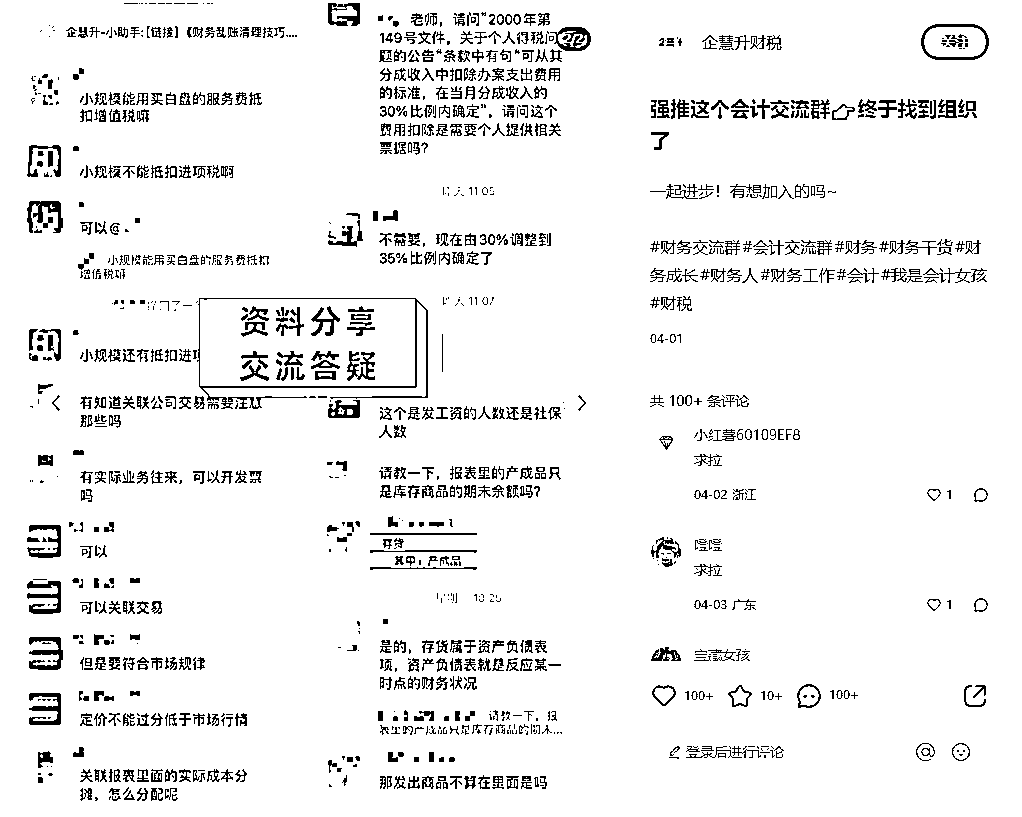 企慧升-小助手:[链接]《财务乱账清理技巧....
小规模能用买白盘的服务费抵
扣增值税嘛
小规模不能抵扣进项税啊
可以@
小规模能用买白盘的服务费抵扣
增值税嘛
小规模还有抵扣进项
有知道关联公司交易需要注意
那些吗
有实际业务往来，可以开发票
吗
可以
可以关联交易
但是要符合市场规律
定价不能过分低于市场行情
关联报表里面的实际成本分
摊，怎么分配呢
老师，请问"2000年第
149号文件，关于个人得税问
题的公告"条款中有句"可从其
分成收入中扣除办案支出费用
的标准，在当月分成收入的
30%比例内确定"，请问这个
费用扣除是需要个人提供相关
票据吗？
2/2
昨天 11:05
不需要，现在由30%调整到
35%比例内确定了
昨天 11:07
资料分享
交流答疑
这个是发工资的人数还是社保
人数
请教一下，报表里的产成品只
是库存商品的期末余额吗？
存货
其中：产成品
18:26
是的，存货属于资产负债表
项，资产负债表就是反应某一
时点的财务状况
请教一下，报
表里的产成品只是库存商品的期末...
那发出商品不算在里面是吗
企慧升财税
关注
强推这个会计交流群👉终于找到组织
了
一起进步！有想加入的吗~
#财务交流群#会计交流群#财务#财务干货#财
务成长#财务人#财务工作#会计#我是会计女孩
#财税
04-01
共 100+ 条评论
小红薯60109EF8
求拉
04-02 浙江
1
噔噔
求拉
04-03 广东
1
宝藏女孩
100+
10+
100+
登录后进行评论